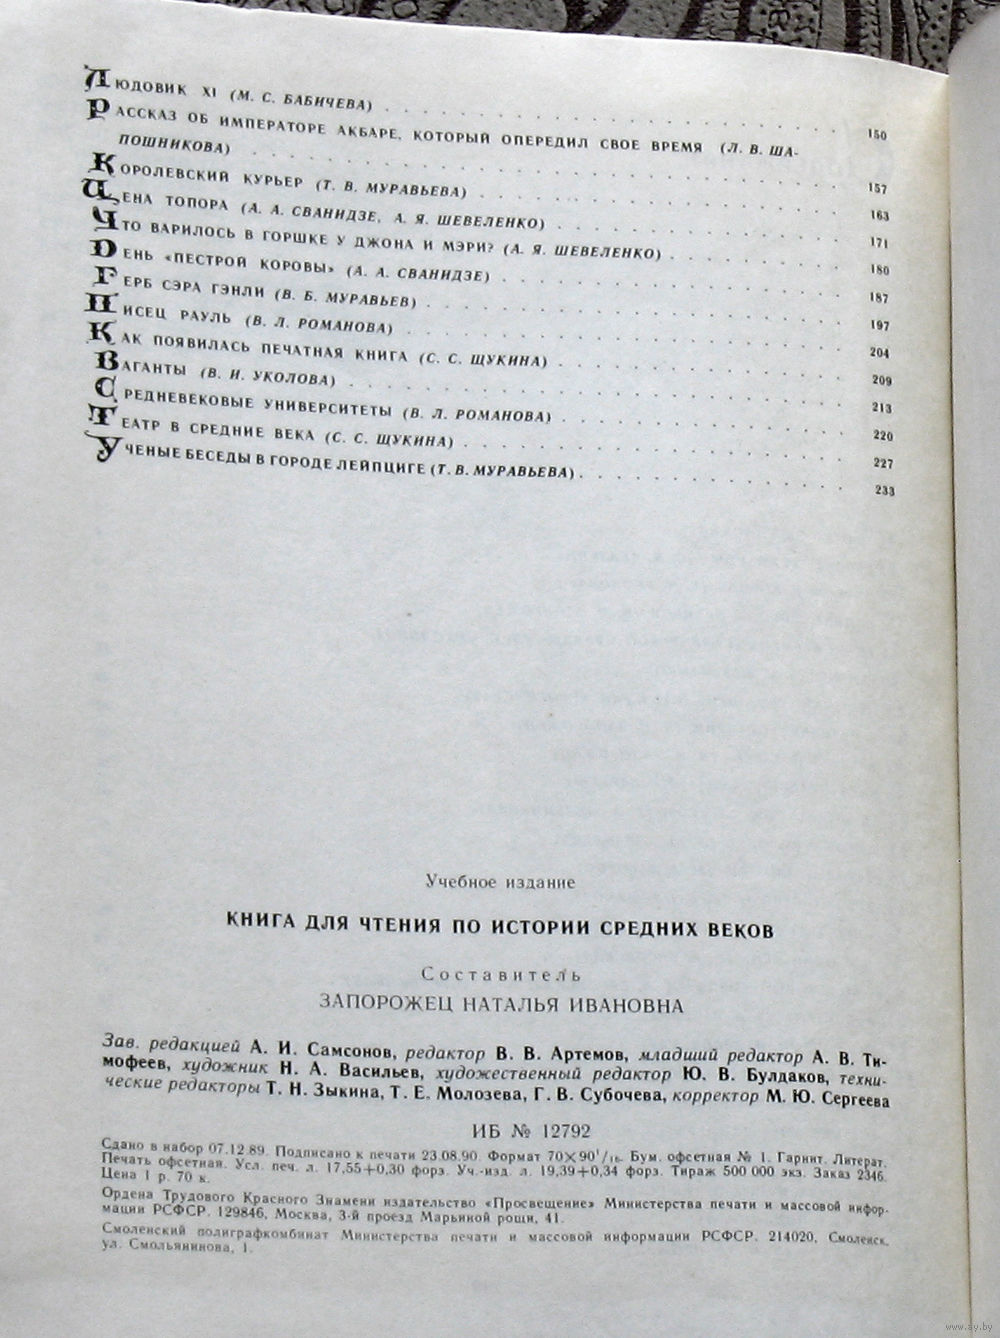 ЛЮДОВИК XI (М. С. БАБИЧЕВА) . . . 150
РАССКАЗ ОБ ИМПЕРАТОРЕ АКБАРЕ, КОТОРЫЙ ОПЕРЕДИЛ СВОЕ ВРЕМЯ (Л. В. ША-
ПОШНИКОВА) . . . 157
КОРОЛЕВСКИЙ КУРЬЕР (Т. В. МУРАВЬЕВА) . . . 163
ЦЕНА ТОПОРА (А. А. СВАНИДЗЕ, А. Я. ШЕВЕЛЕНКО) . . . 171
ЧТО ВАРИЛОСЬ В ГОРШКЕ У ДЖОНА И МЭРИ? (А. Я. ШЕВЕЛЕНКО) . . . 180
DЕНЬ «ПЕСТРОЙ КОРОВЫ» (А. А. СВАНИДЗЕ) . . . 187
ГЕРБ СЭРА ГЭНЛИ (В. Б. МУРАВЬЕВ) . . . 197
ПИСЕЦ РАУЛЬ (В. Л. РОМАНОВА) . . . 204
КАК ПОЯВИЛАСЬ ПЕЧАТНАЯ КНИГА (С. С. ЩУКИНА) . . . 209
ВАГАНТЫ (В. И. УКОЛОВА) . . . 213
СРЕДНЕВЕКОВЫЕ УНИВЕРСИТЕТЫ (В. Л. РОМАНОВА) . . . 220
ТЕАТР В СРЕДНИЕ ВЕКА (С. С. ЩУКИНА) . . . 227
УЧЕНЫЕ БЕСЕДЫ В ГОРОДЕ ЛЕЙПЦИГЕ (Т. В. МУРАВЬЕВА) . . . 233
Учебное издание
КНИГА ДЛЯ ЧТЕНИЯ ПО ИСТОРИИ СРЕДНИХ ВЕКОВ
Составитель
ЗАПОРОЖЕЦ НАТАЛЬЯ ИВАНОВНА
Зав. редакцией А. И. Самсонов, редактор В. В. Артемов, младший редактор А. В. Ти-
мофеев, художник Н. А. Васильев, художественный редактор Ю. В. Булдаков, техни-
ческие редакторы Т. Н. Зыкина, Т. Е. Молозева, Г. В. Субочева, корректор М. Ю. Сергеева
ИБ № 12792
Сдано в набор 07.12.89. Подписано к печати 23.08.90. Формат 70×90¹/₁₆. Бум. офсетная № 1. Гарнит. Литерат.
Печать офсетная. Усл. печ. л. 17,55+0,30 форз. Уч.-изд. л. 19,39+0,34 форз. Тираж 500 000 экз. Заказ 2346.
Цена 1 р. 70 к.
Ордена Трудового Красного Знамени издательство «Просвещение» Министерства печати и массовой инфор-
мации РСФСР. 129846, Москва, 3-й проезд Марьиной рощи, 41.
Смоленский полиграфкомбинат Министерства печати и массовой информации РСФСР. 214020, Смоленск,
ул. Смольянинова, 1.
www.ay.by